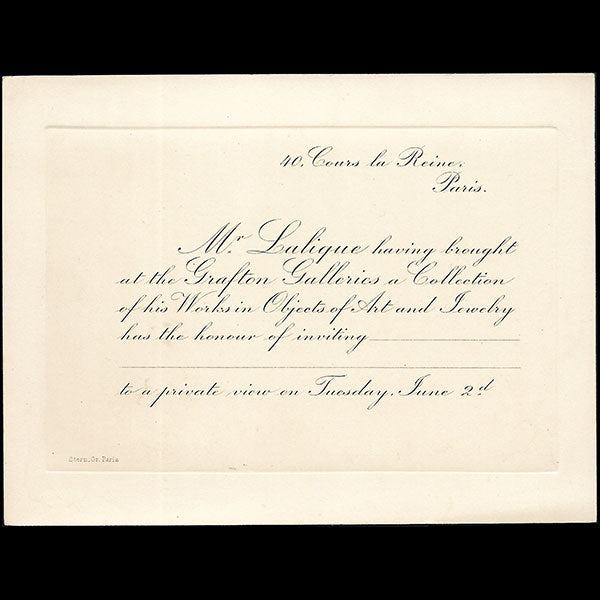 40, Cours la Reine.
Paris.
Mr. Lalique having brought
at the Grafton Galleries a Collection
of his Works in Objects of Art and Jewelry
has the honour of inviting
to a private view on Tuesday, June 2d
Stern. Gr. Paris